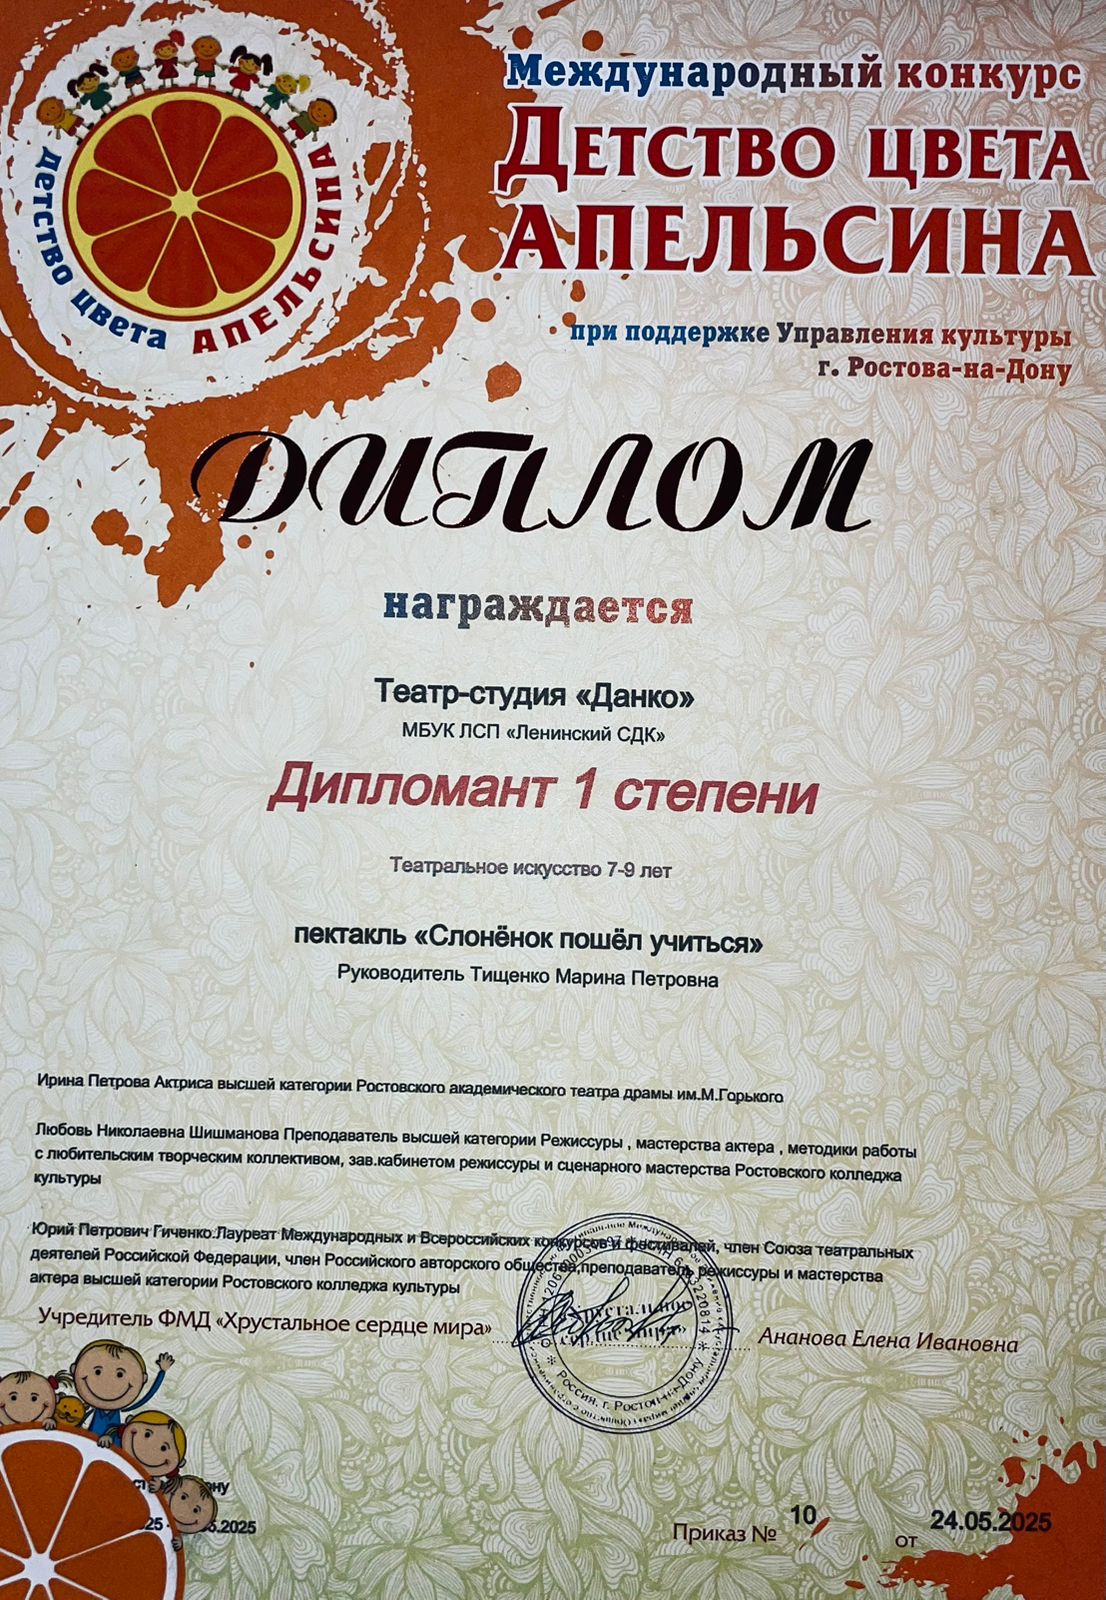 детство цвета АПЕЛЬСИНА
Международный конкурс
ДЕТСТВО ЦВЕТА
АПЕЛЬСИНА
при поддержке Управления культуры
г. Ростова-на-Дону
ДИПЛОМ
награждается
Театр-студия «Данко»
МБУК ЛСП «Ленинский СДК»
Дипломант 1 степени
Театральное искусство 7-9 лет
пектакль «Слонёнок пошёл учиться»
Руководитель Тищенко Марина Петровна
Ирина Петрова Актриса высшей категории Ростовского академического театра драмы им.М.Горького
Любовь Николаевна Шишманова Преподаватель высшей категории Режиссуры , мастерства актера , методики работы
с любительским творческим коллективом, зав.кабинетом режиссуры и сценарного мастерства Ростовского колледжа
культуры
Юрий Петрович Гиченко.Лауреат Международных и Всероссийских конкурсов и фестивалей, член Союза театральных
деятелей Российской Федерации, член Российского авторского общества,преподаватель режиссуры и мастерства
актера высшей категории Ростовского колледжа культуры
Учредитель ФМД «Хрустальное сердце мира»
Ананова Елена Ивановна
«Хрустальное
сердце мира»
Россия, г. Ростов-на-Дону
ну
25 5.2025
Приказ № 10 от 24.05.2025